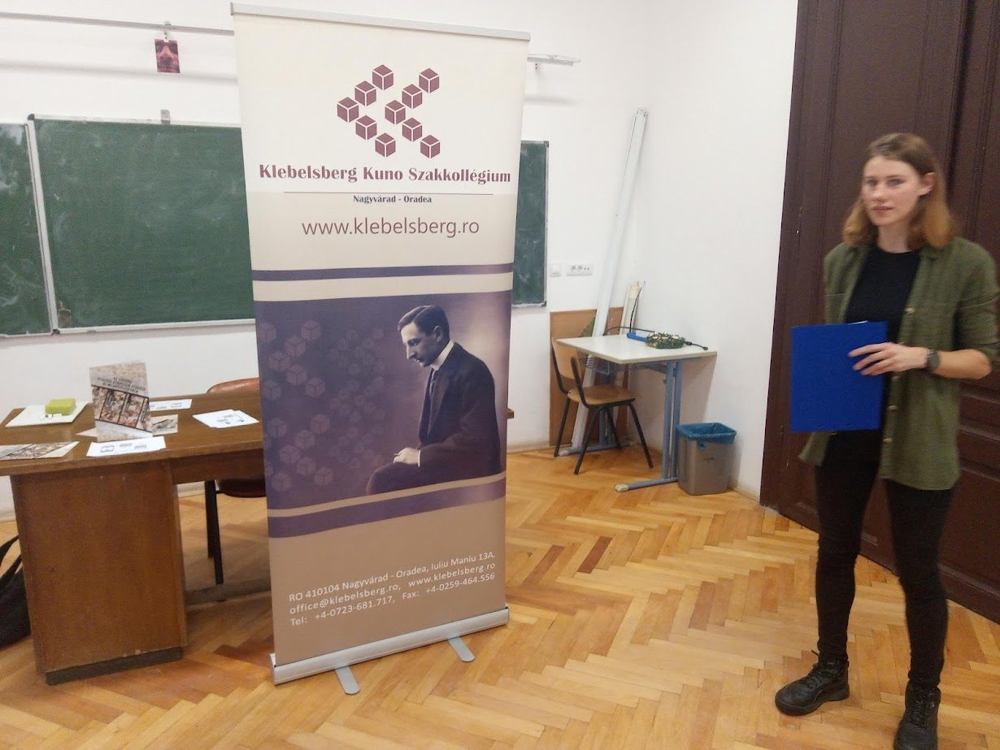 Klebelsberg Kuno Szakkollégium
Nagyvárad - Oradea
www.klebelsberg.ro
RO 410104 Nagyvárad - Oradea, Iuliu Maniu 13A,
office@klebelsberg.ro, www.klebelsberg.ro
Tel: +4-0723-681.717, Fax: +4-0259-464.556